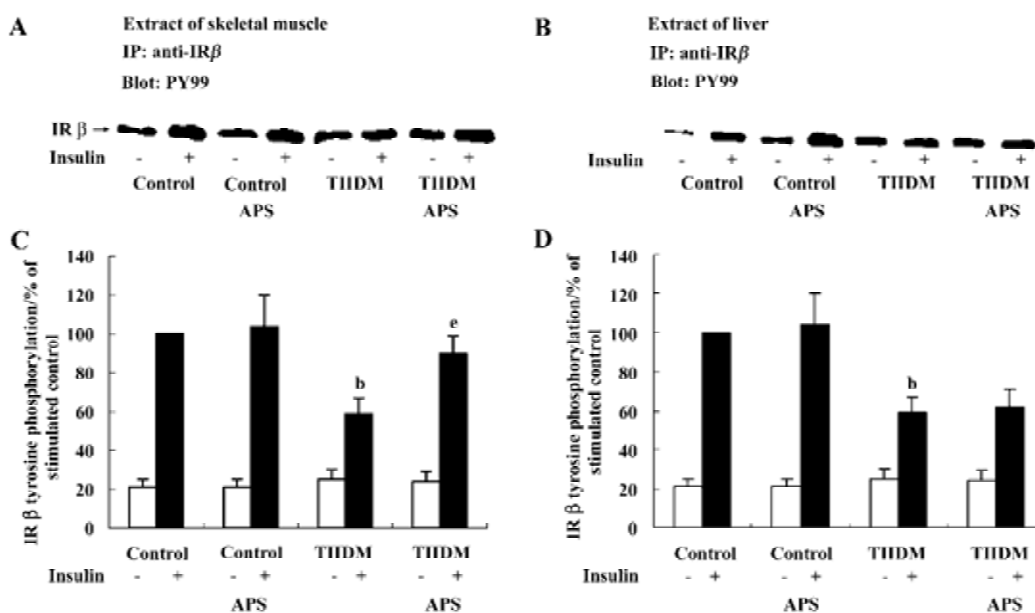 A
Extract of skeletal muscle
IP: anti-IRβ
Blot: PY99
IR β →
Insulin - + - + - + - +
Control Control TIIDM TIIDM
APS APS
B
Extract of liver
IP: anti-IRβ
Blot: PY99
- + - + - + - +
Control Control TIIDM TIIDM
APS APS
C
IR β tyrosine phosphorylation/% of
stimulated control
140
120
100
80
60
40
20
0
b
e
Control Control TIIDM TIIDM
Insulin - + - + - + - +
APS APS
D
IR β tyrosine phosphorylation/% of
stimulated control
140
120
100
80
60
40
20
0
b
Control Control TIIDM TIIDM
Insulin - + - + - + - +
APS APS